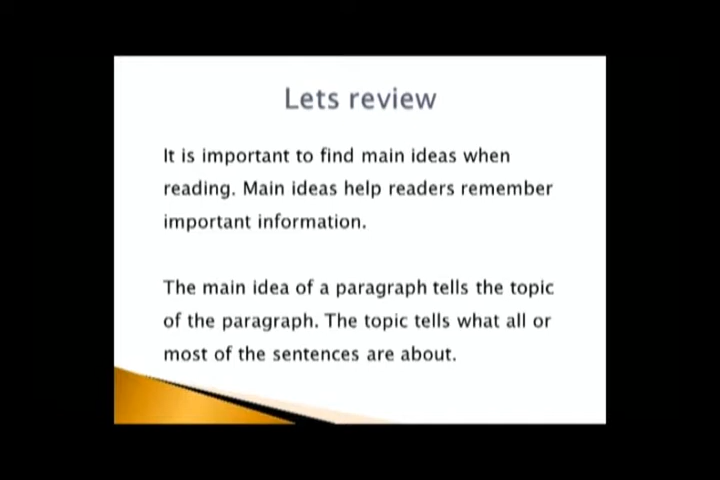 Lets review
It is important to find main ideas when
reading. Main ideas help readers remember
important information.
The main idea of a paragraph tells the topic
of the paragraph. The topic tells what all or
most of the sentences are about.